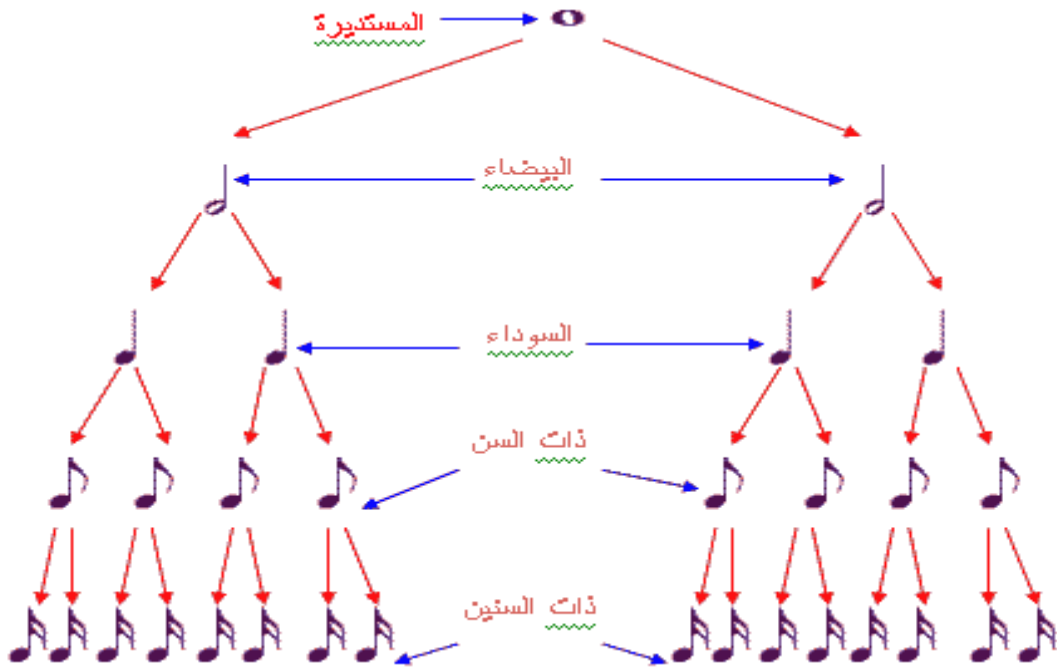 المستديرة
البيضاء
السوداء
ذات السن
ذات السنين